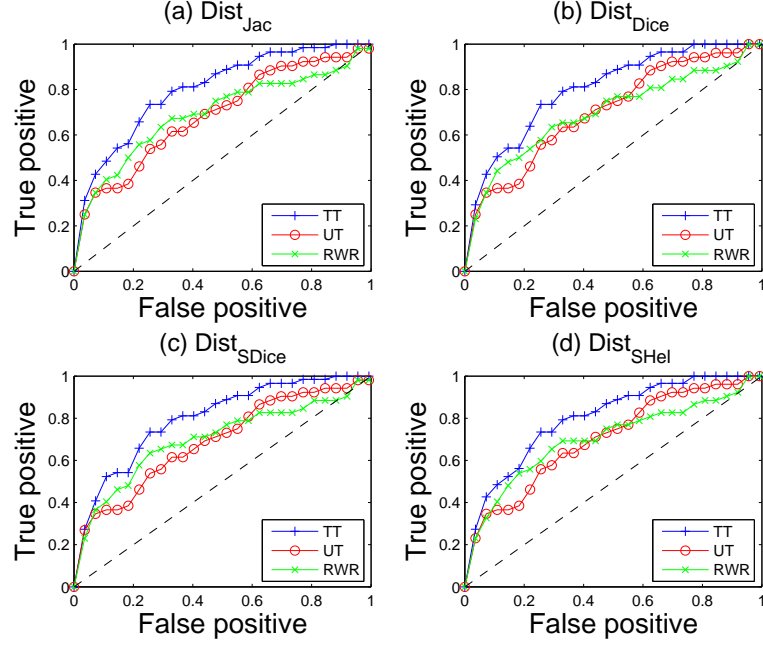 (a) Dist_Jac
1
0.8
0.6
0.4
0.2
0
True positive
0 0.2 0.4 0.6 0.8 1
False positive
TT
UT
RWR
(b) Dist_Dice
1
0.8
0.6
0.4
0.2
0
True positive
0 0.2 0.4 0.6 0.8 1
False positive
TT
UT
RWR
(c) Dist_SDice
1
0.8
0.6
0.4
0.2
0
True positive
0 0.2 0.4 0.6 0.8 1
False positive
TT
UT
RWR
(d) Dist_SHel
1
0.8
0.6
0.4
0.2
0
True positive
0 0.2 0.4 0.6 0.8 1
False positive
TT
UT
RWR